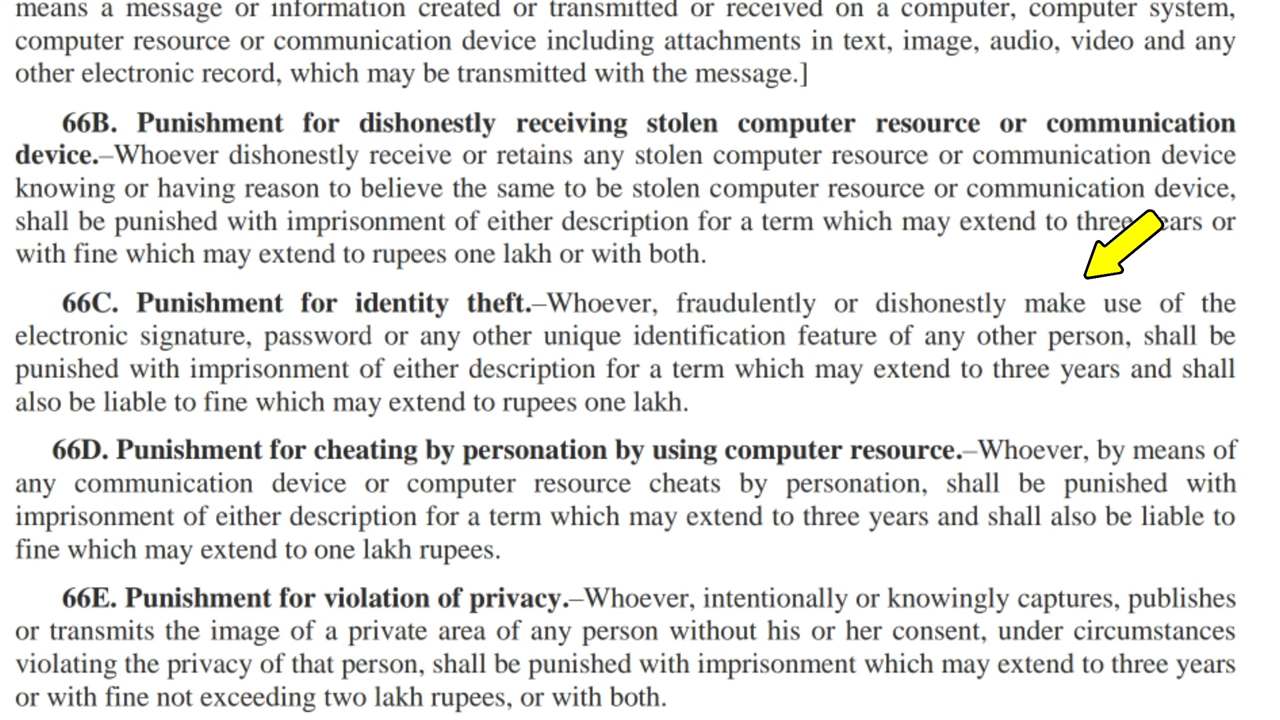 means a message or information created or transmitted or received on a computer, computer system,
computer resource or communication device including attachments in text, image, audio, video and any
other electronic record, which may be transmitted with the message.]
66B. Punishment for dishonestly receiving stolen computer resource or communication
device.–Whoever dishonestly receive or retains any stolen computer resource or communication device
knowing or having reason to believe the same to be stolen computer resource or communication device,
shall be punished with imprisonment of either description for a term which may extend to three years or
with fine which may extend to rupees one lakh or with both.
66C. Punishment for identity theft.–Whoever, fraudulently or dishonestly make use of the
electronic signature, password or any other unique identification feature of any other person, shall be
punished with imprisonment of either description for a term which may extend to three years and shall
also be liable to fine which may extend to rupees one lakh.
66D. Punishment for cheating by personation by using computer resource.–Whoever, by means of
any communication device or computer resource cheats by personation, shall be punished with
imprisonment of either description for a term which may extend to three years and shall also be liable to
fine which may extend to one lakh rupees.
66E. Punishment for violation of privacy.–Whoever, intentionally or knowingly captures, publishes
or transmits the image of a private area of any person without his or her consent, under circumstances
violating the privacy of that person, shall be punished with imprisonment which may extend to three years
or with fine not exceeding two lakh rupees, or with both.